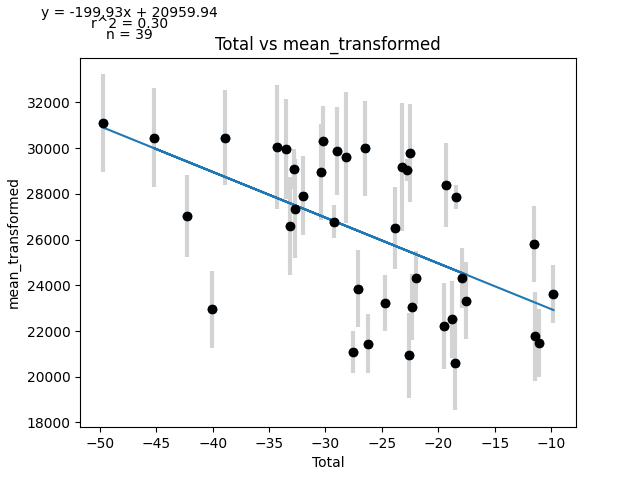 y = -199.93x + 20959.94
r^2 = 0.30
n = 39
Total vs mean_transformed
mean_transformed
32000
30000
28000
26000
24000
22000
20000
18000
−50
−45
−40
−35
−30
−25
−20
−15
−10
Total